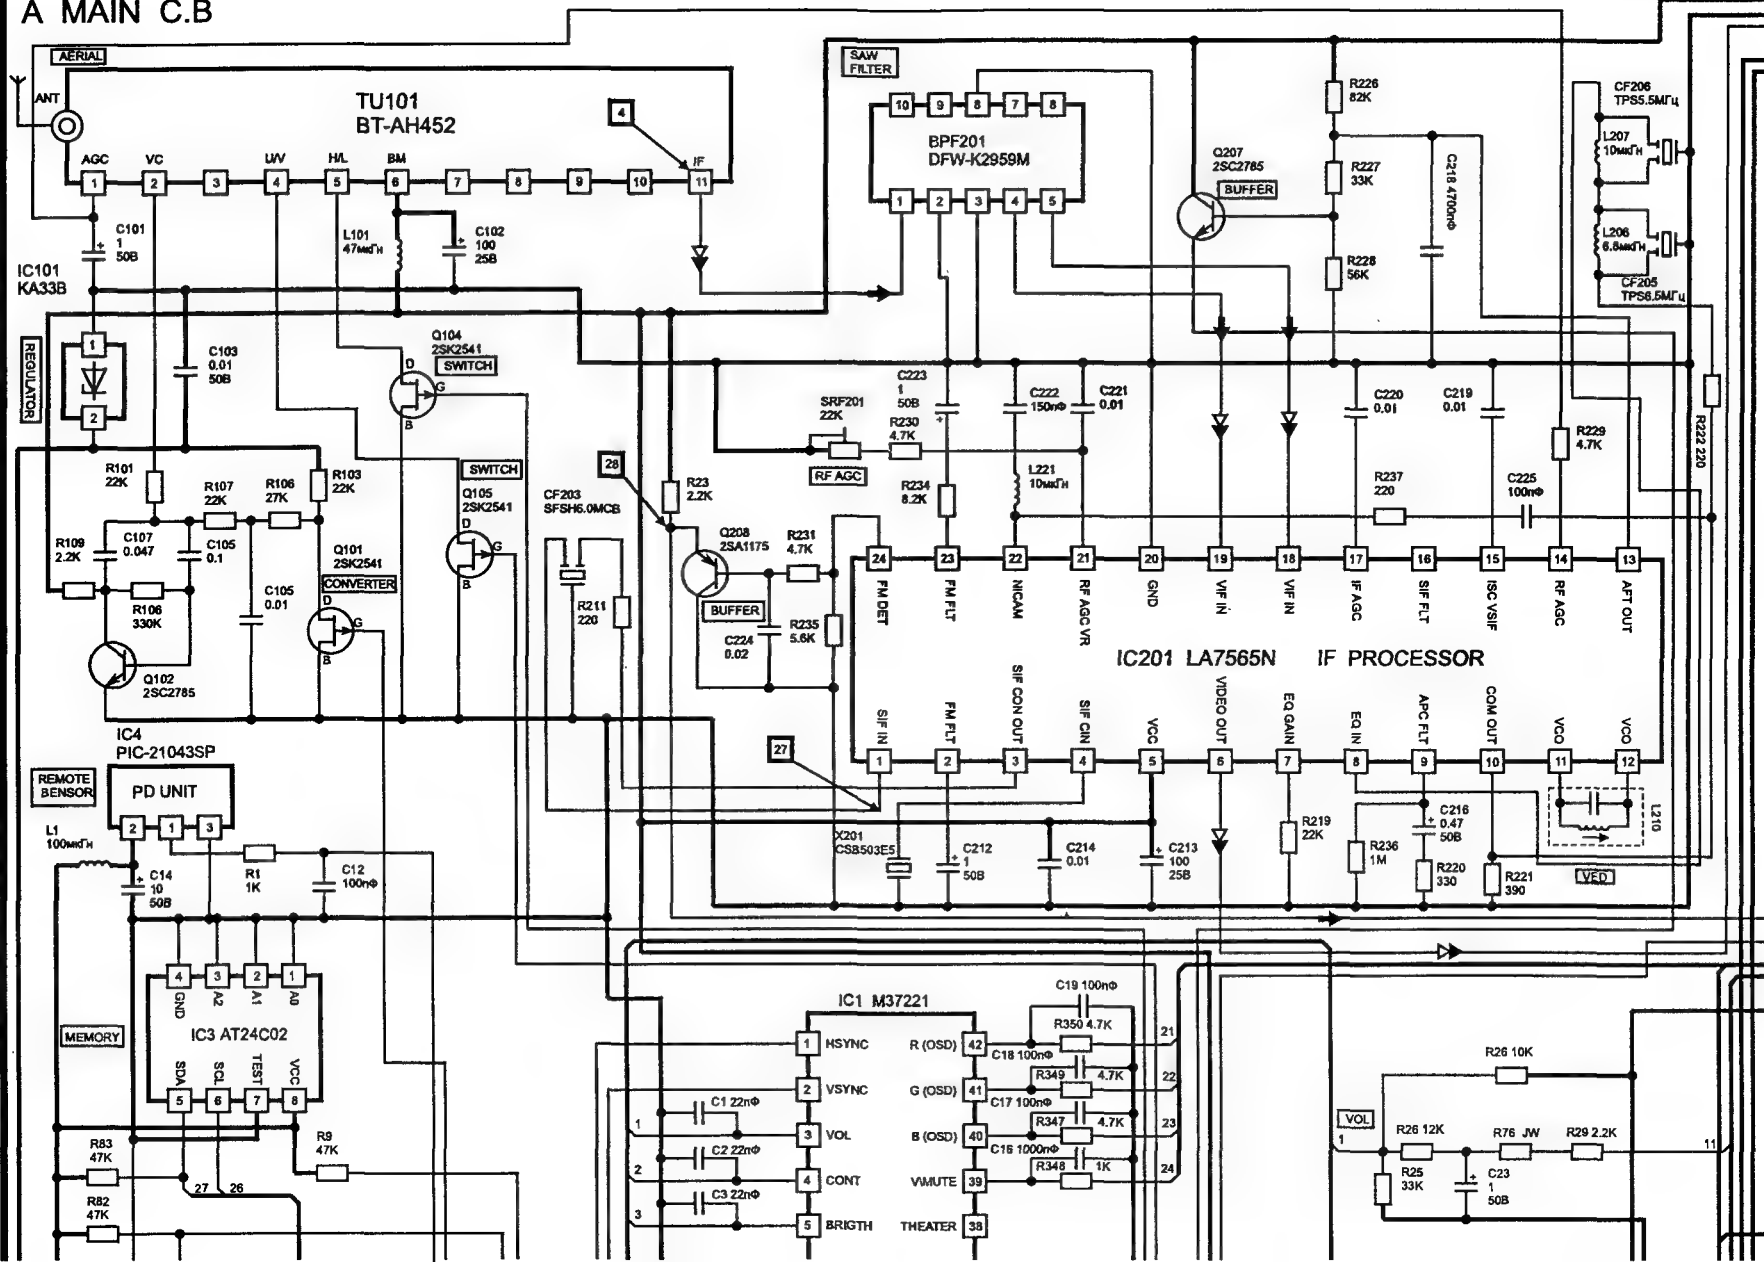 A MAIN C.B
AERIAL
ANT
TU101
BT-AH452
4
AGC
VC
U/V
H/L
BM
IF
1
2
3
4
5
6
7
8
9
10
11
C101
1
50В
L101
47мкГн
C102
100
25В
IC101
KA33B
REGULATOR
1
2
C103
0.01
50В
Q104
2SK2541
SWITCH
D
G
B
SWITCH
Q105
2SK2541
D
G
B
R101
22K
R107
22K
R106
27K
R103
22K
R109
2.2K
C107
0.047
C105
0.1
Q101
2SK2541
CONVERTER
D
G
B
R106
330K
C105
0.01
Q102
2SC2785
CF203
SFSH6.0MCB
R211
220
28
R23
2.2K
Q208
2SA1175
BUFFER
R231
4.7K
C224
0.02
R235
5.6K
SAW
FILTER
10
9
8
7
8
BPF201
DFW-K2959M
1
2
3
4
5
Q207
2SC2785
BUFFER
R226
82K
R227
33K
R228
56K
C218 4700пФ
CF206
TPS5.5МГц
L207
10мкГн
L206
6.8мкГн
CF205
TPS6.5МГц
R222 220
SRF201
22K
RF AGC
C223
1
50В
R230
4.7K
R234
8.2K
C222
150пФ
C221
0.01
L221
10мкГн
C220
0.01
C219
0.01
R229
4.7K
R237
220
C225
100пФ
24
23
22
21
20
19
18
17
16
15
14
13
FM DET
FM FLT
NICAM
RF AGC VR
GND
VIF IN
VIF IN
IF AGC
SIF FLT
ISC VSIF
RF AGC
AFT OUT
IC201 LA7565N IF PROCESSOR
SIF IN
FM FLT
SIF CON OUT
SIF CIN
VCC
VIDEO OUT
EQ GAIN
EQ IN
APC FLT
COM OUT
VCO
VCO
1
2
3
4
5
6
7
8
9
10
11
12
27
X201
CSB503E5
C212
1
50В
C214
0.01
C213
100
25В
R219
22K
R236
1M
C216
0.47
50В
R220
330
R221
390
L210
VED
IC4
PIC-21043SP
REMOTE
BENSOR
PD UNIT
2
1
3
L1
100мкГн
C14
10
50В
R1
1K
C12
100пФ
4
3
2
1
GND
A2
A1
A0
MEMORY
IC3 AT24C02
SDA
SCL
TEST
VCC
5
6
7
8
R83
47K
R82
47K
27
26
R9
47K
IC1 M37221
1 HSYNC
2 VSYNC
3 VOL
4 CONT
5 BRIGTH
R (OSD) 42
G (OSD) 41
B (OSD) 40
V\MUTE 39
THEATER 38
C1 22пФ
1
C2 22пФ
2
C3 22пФ
3
C19 100пФ
R350 4.7K
21
C18 100пФ
R349
4.7K
22
C17 100пФ
R347
4.7K
23
C16 1000пФ
R348
1K
24
VOL
1
R26 10K
R26 12K
R76 JW
R29 2.2K
11
R25
33K
C23
1
50В